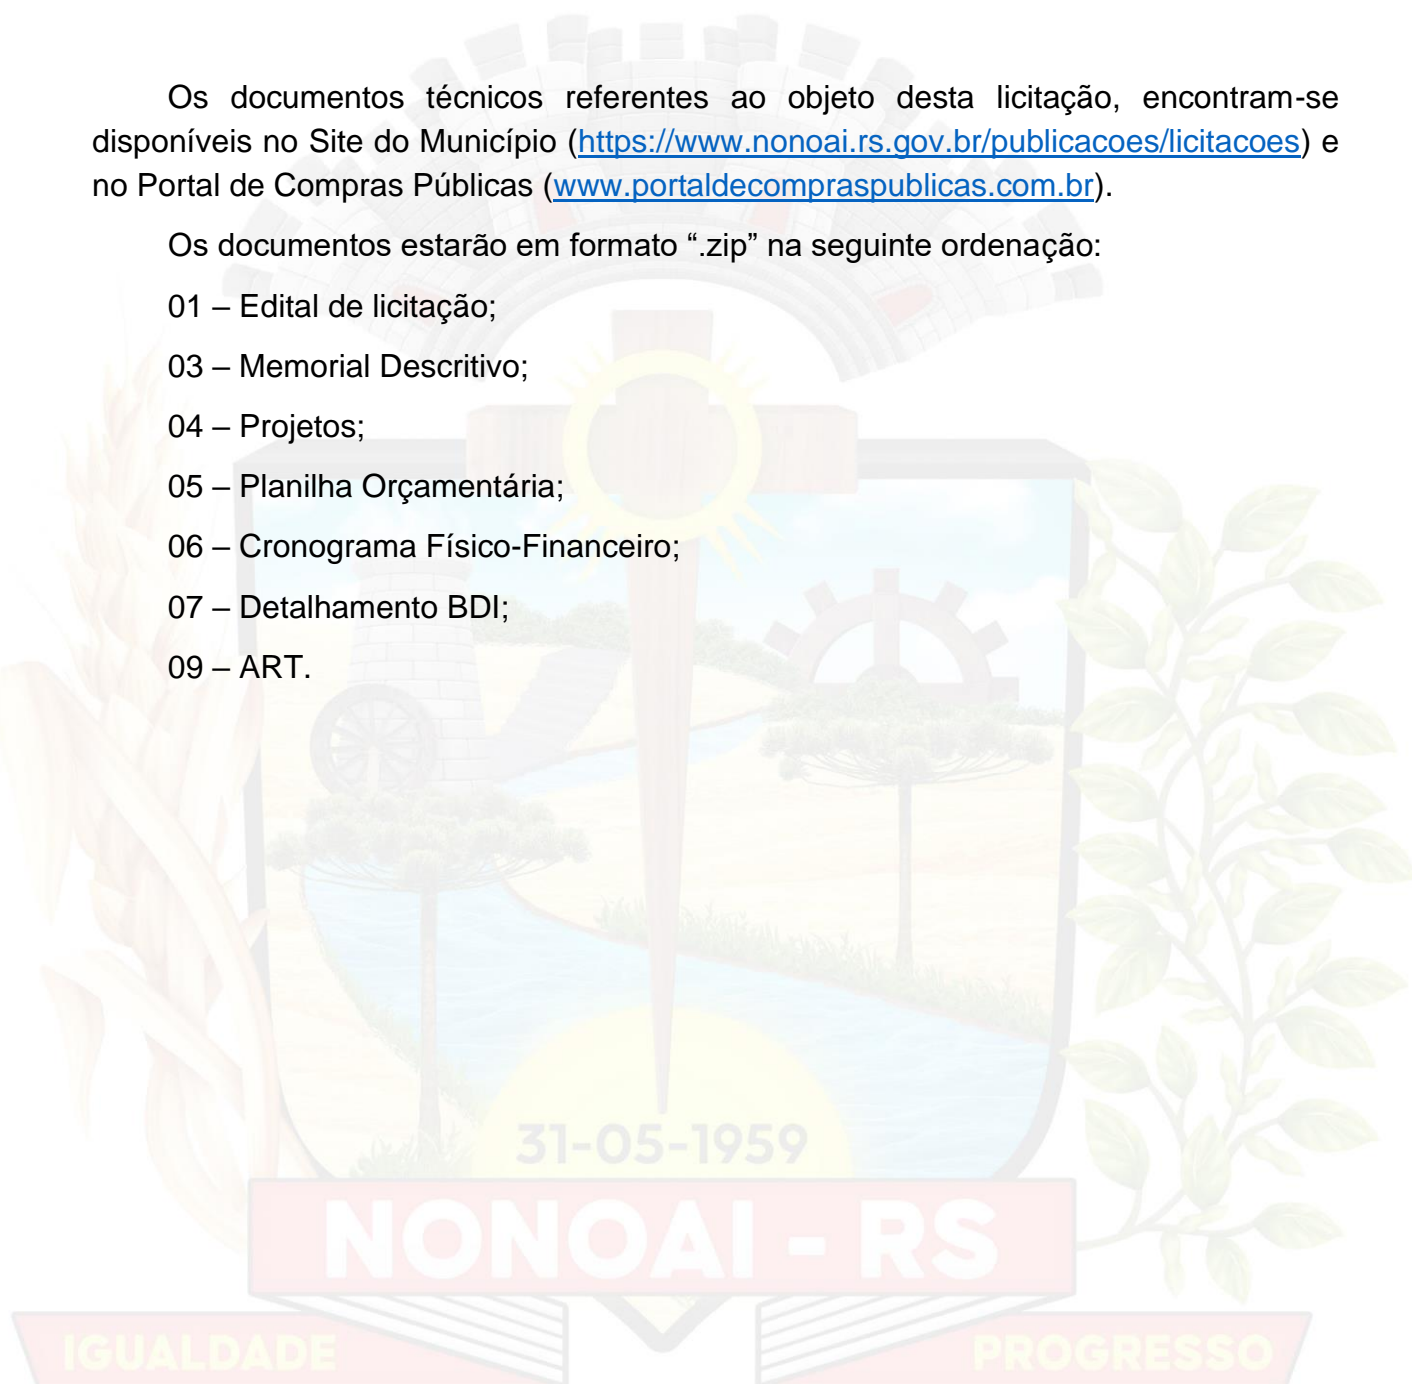 Os documentos técnicos referentes ao objeto desta licitação, encontram-se
disponíveis no Site do Município (https://www.nonoai.rs.gov.br/publicacoes/licitacoes) e
no Portal de Compras Públicas (www.portaldecompraspublicas.com.br).
Os documentos estarão em formato “.zip” na seguinte ordenação:
01 – Edital de licitação;
03 – Memorial Descritivo;
04 – Projetos;
05 – Planilha Orçamentária;
06 – Cronograma Físico-Financeiro;
07 – Detalhamento BDI;
09 – ART.
31-05-1959
NONOAI - RS
IGUALDADE
PROGRESSO